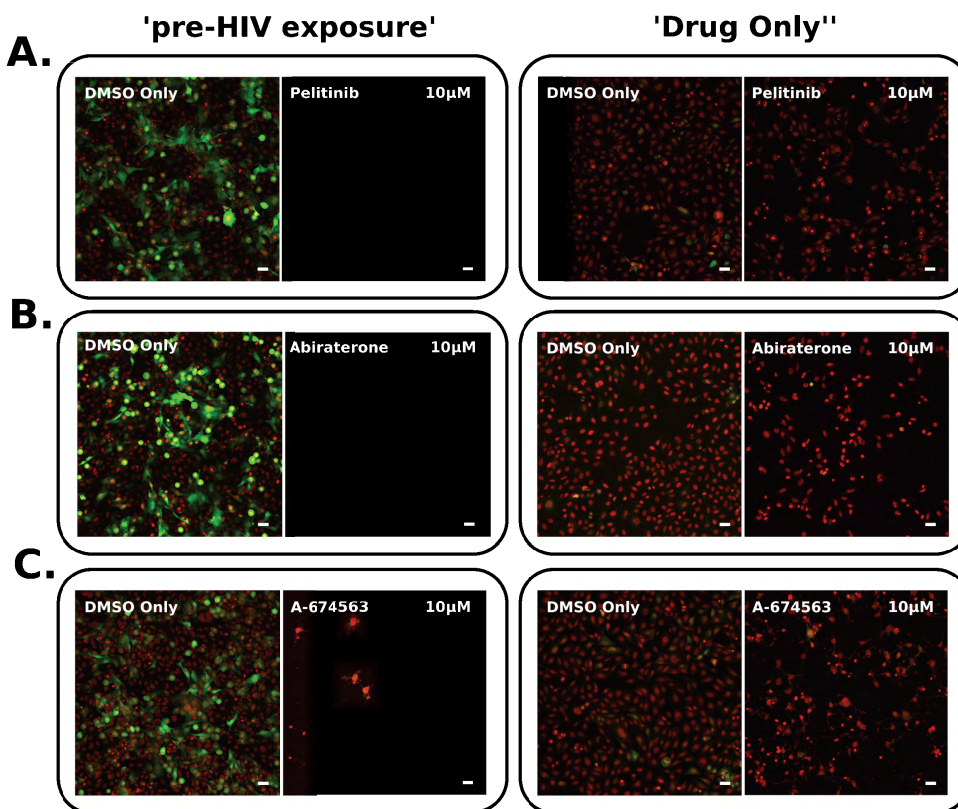 'pre-HIV exposure' 'Drug Only''
A.
DMSO Only Pelitinib 10µM DMSO Only Pelitinib 10µM
B.
DMSO Only Abiraterone 10µM DMSO Only Abiraterone 10µM
C.
DMSO Only A-674563 10µM DMSO Only A-674563 10µM